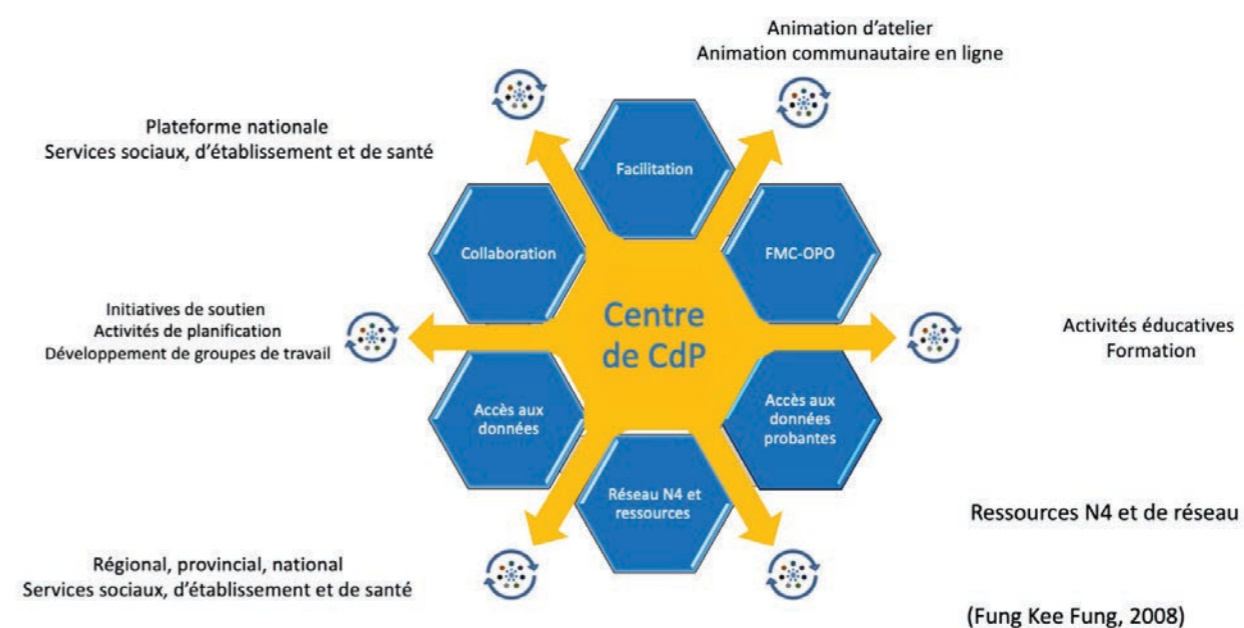 Animation d'atelier
Animation communautaire en ligne
Plateforme nationale
Services sociaux, d'établissement et de santé
Facilitation
Collaboration
FMC-OPO
Centre
de CdP
Initiatives de soutien
Activités de planification
Développement de groupes de travail
Activités éducatives
Formation
Accès aux
données
Accès aux
données
probantes
Réseau N4 et
ressources
Ressources N4 et de réseau
Régional, provincial, national
Services sociaux, d'établissement et de santé
(Fung Kee Fung, 2008)